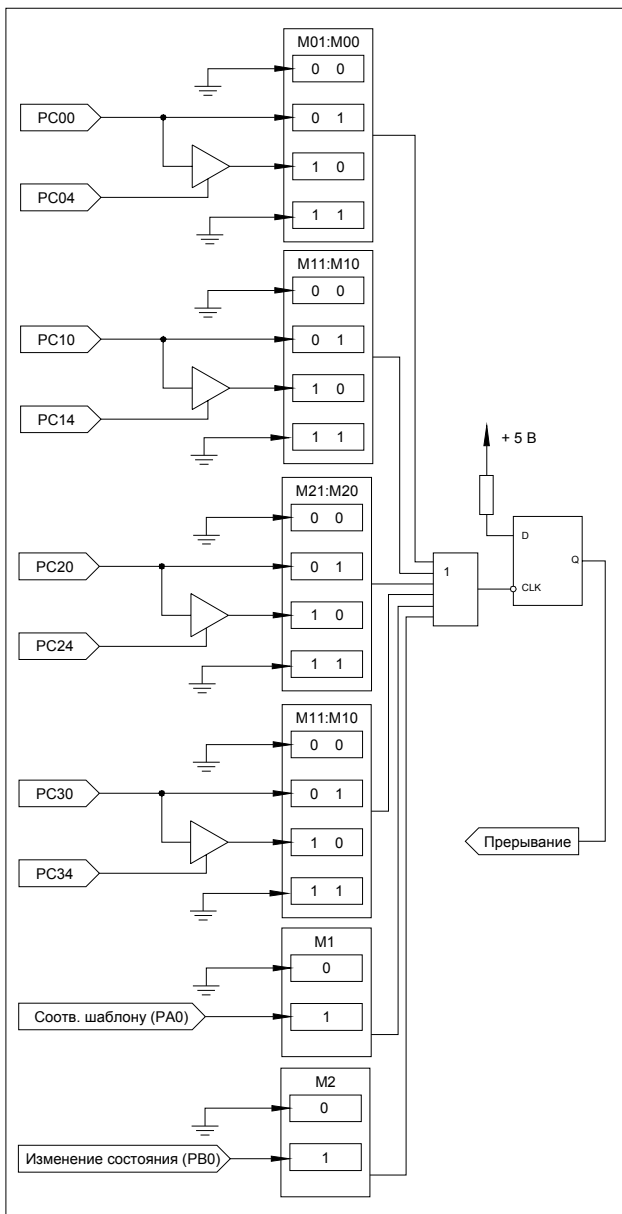 M01:M00
0 0
PC00
0 1
1 0
PC04
1 1
M11:M10
0 0
PC10
0 1
1 0
PC14
1 1
+ 5 В
M21:M20
0 0
D
PC20
0 1
1
Q
CLK
1 0
PC24
1 1
M11:M10
0 0
PC30
0 1
1 0
Прерывание
PC34
1 1
M1
0
Соотв. шаблону (PA0)
1
M2
0
Изменение состояния (PB0)
1